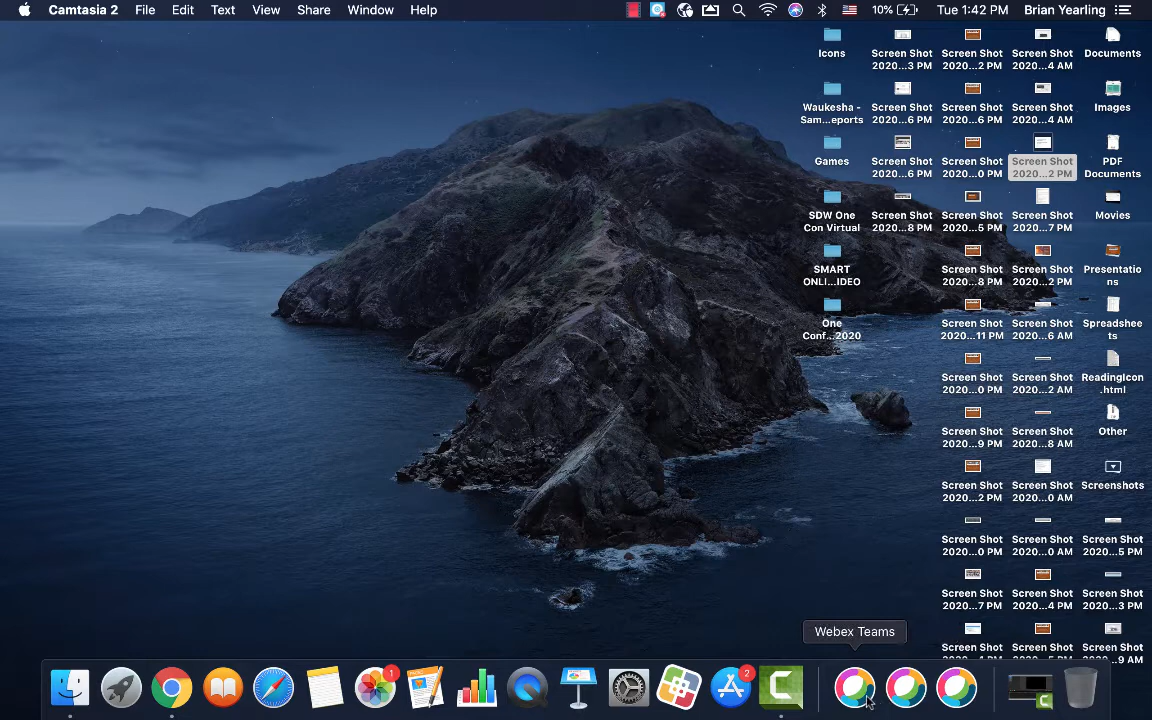 Camtasia 2 File Edit Text View Share Window Help 10% Tue 1:42 PM Brian Yearling
Icons
Screen Shot
2020...3 PM
Screen Shot
2020...2 PM
Screen Shot
2020...4 AM
Documents
Waukesha -
Sam...eports
Screen Shot
2020...6 PM
Screen Shot
2020...6 PM
Screen Shot
2020...4 AM
Images
Games
Screen Shot
2020...6 PM
Screen Shot
2020...0 PM
Screen Shot
2020...2 PM
PDF
Documents
SDW One
Con Virtual
Screen Shot
2020...8 PM
Screen Shot
2020...5 PM
Screen Shot
2020...7 PM
Movies
SMART
ONLI...IDEO
Screen Shot
2020...8 PM
Screen Shot
2020...2 PM
Presentatio
ns
One
Conf...2020
Screen Shot
2020...11 PM
Screen Shot
2020...6 AM
Spreadshee
ts
Screen Shot
2020...0 PM
Screen Shot
2020...2 AM
ReadingIcon
.html
Screen Shot
2020...9 PM
Screen Shot
2020...8 AM
Other
Screen Shot
2020...2 PM
Screen Shot
2020...0 AM
Screenshots
Screen Shot
2020...0 PM
Screen Shot
2020...0 AM
Screen Shot
2020...5 PM
Screen Shot
2020...7 PM
Screen Shot
2020...4 PM
Screen Shot
2020...3 PM
Screen Shot
Screen Shot
Screen Shot
...9 AM
Webex Teams
1
2